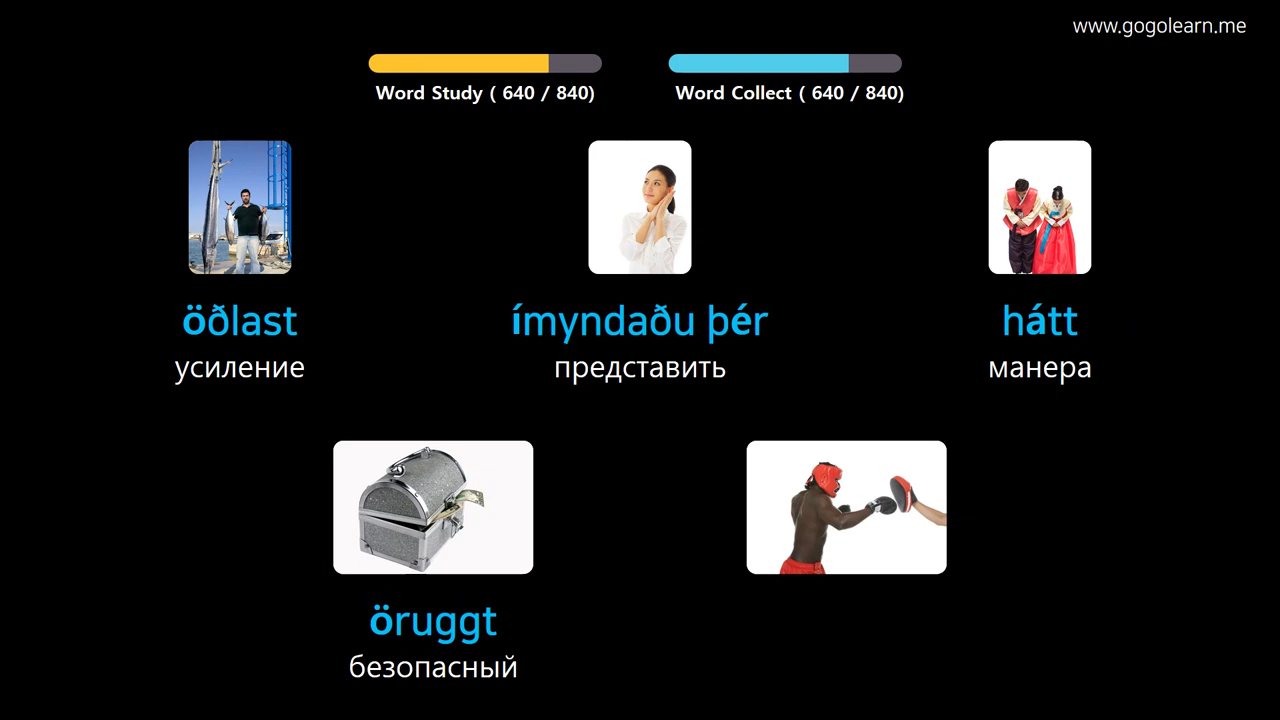 www.gogolearn.me
Word Study ( 640 / 840)
Word Collect ( 640 / 840)
öðlast
усиление
ímyndaðu þér
представить
hátt
манера
öruggt
безопасный